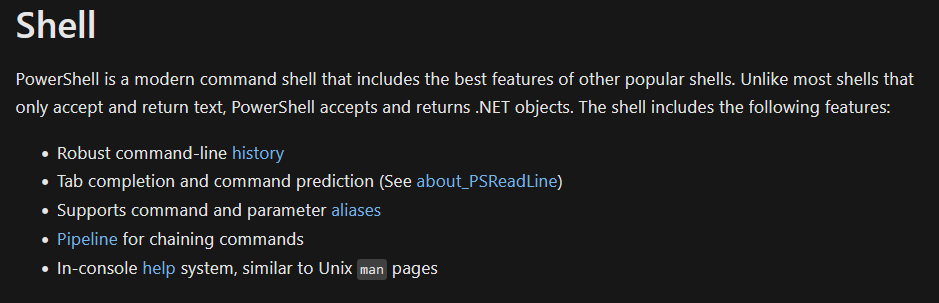 Shell
PowerShell is a modern command shell that includes the best features of other popular shells. Unlike most shells that
only accept and return text, PowerShell accepts and returns .NET objects. The shell includes the following features:
• Robust command-line history
• Tab completion and command prediction (See about_PSReadLine)
• Supports command and parameter aliases
• Pipeline for chaining commands
• In-console help system, similar to Unix man pages